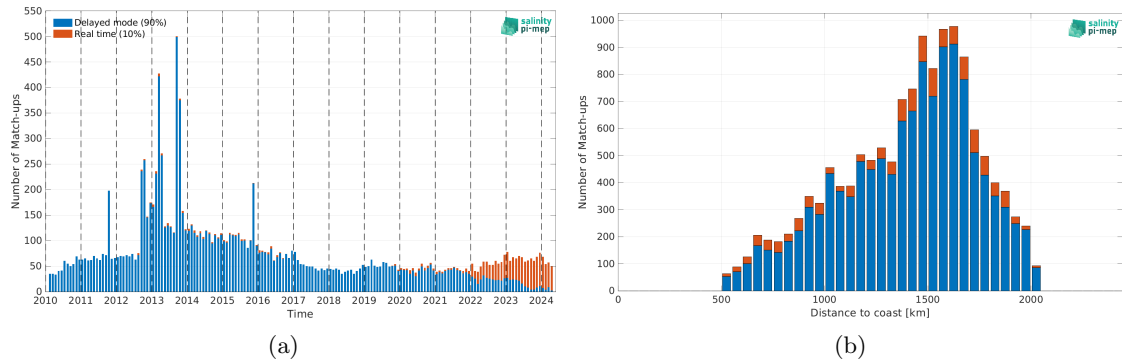 550
500
450
400
350
300
250
200
150
100
50
0
Number of Match-ups
Delayed mode (90%)
Real time (10%)
salinity
pi-mep
2010 2011 2012 2013 2014 2015 2016 2017 2018 2019 2020 2021 2022 2023 2024
Time
(a)
1000
900
800
700
600
500
400
300
200
100
0
Number of Match-ups
salinity
pi-mep
0 500 1000 1500 2000
Distance to coast [km]
(b)